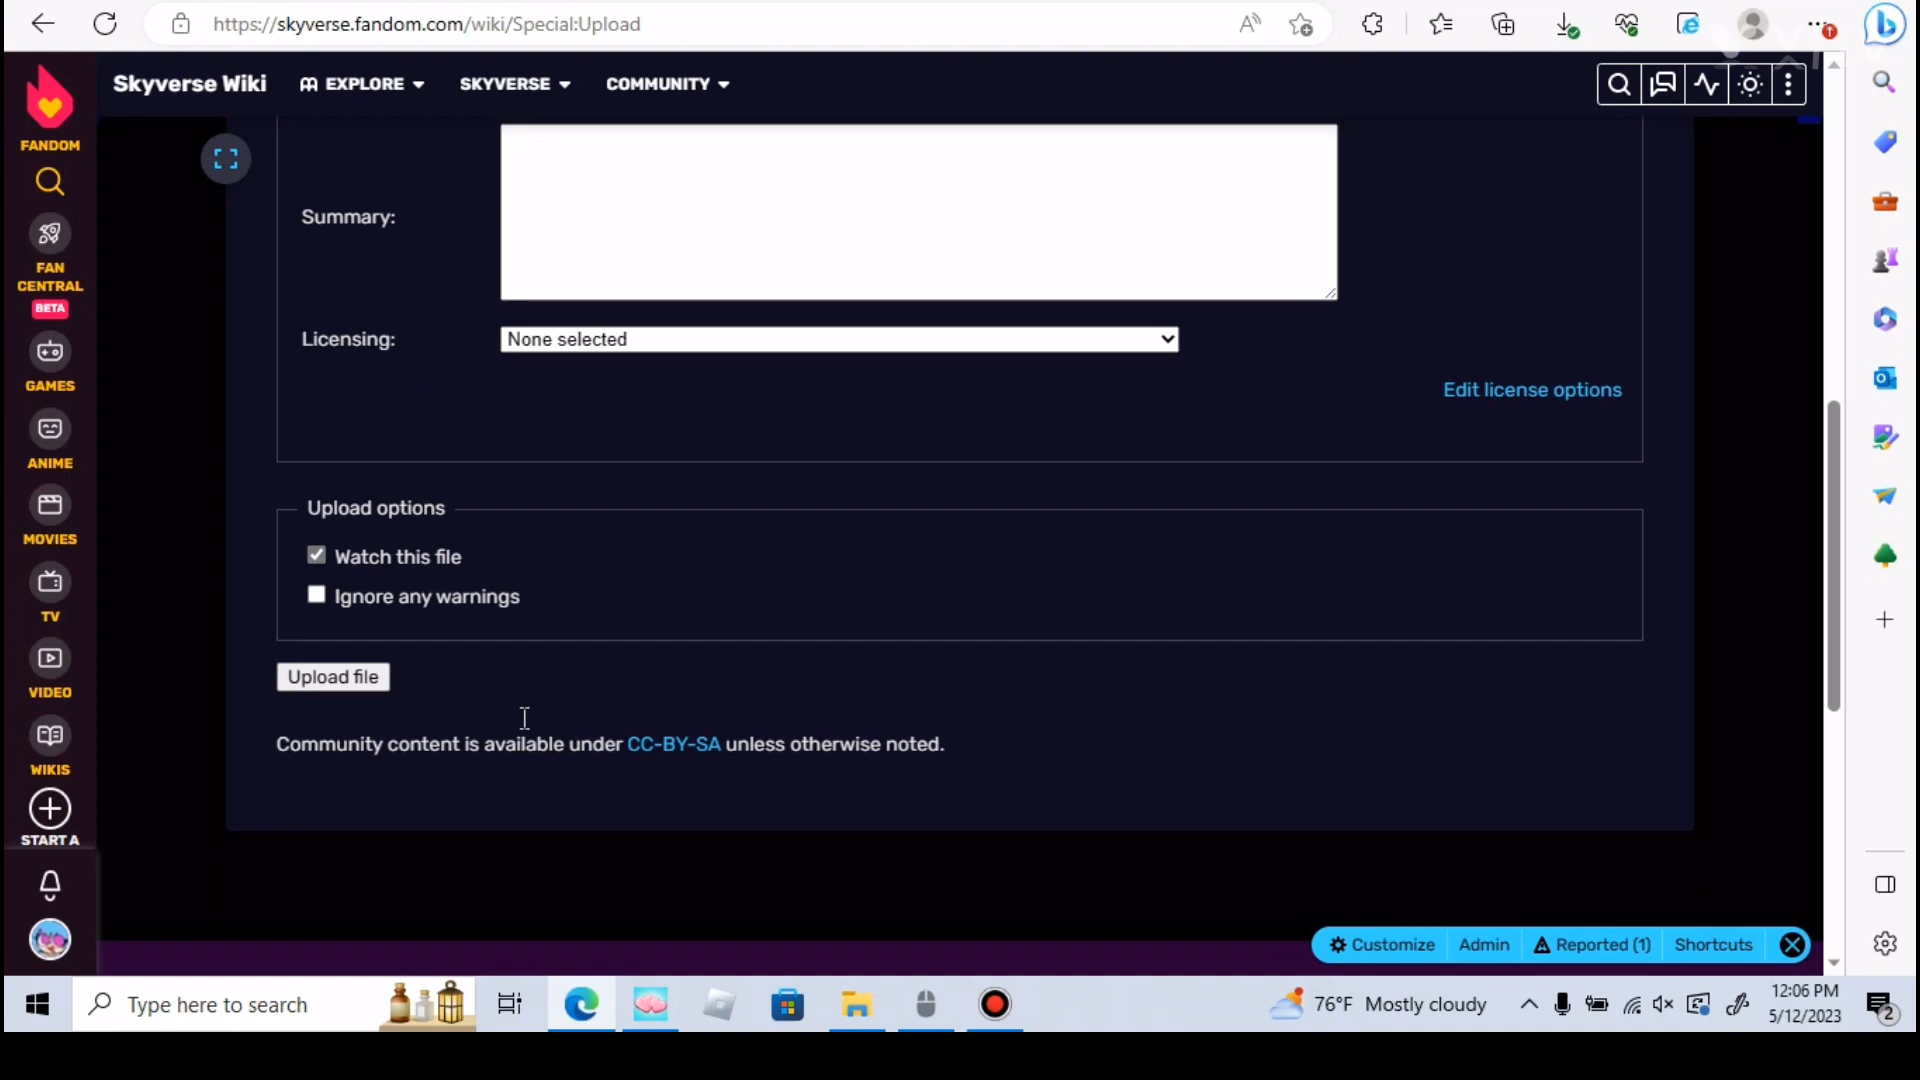 https://skyverse.fandom.com/wiki/Special:Upload
Skyverse Wiki
EXPLORE
SKYVERSE
COMMUNITY
FANDOM
FAN
CENTRAL
BETA
GAMES
ANIME
MOVIES
TV
VIDEO
WIKIS
START A
Summary:
Licensing:
None selected
Edit license options
Upload options
Watch this file
Ignore any warnings
Upload file
Community content is available under CC-BY-SA unless otherwise noted.
Customize
Admin
Reported (1)
Shortcuts
Type here to search
76°F Mostly cloudy
12:06 PM
5/12/2023
2